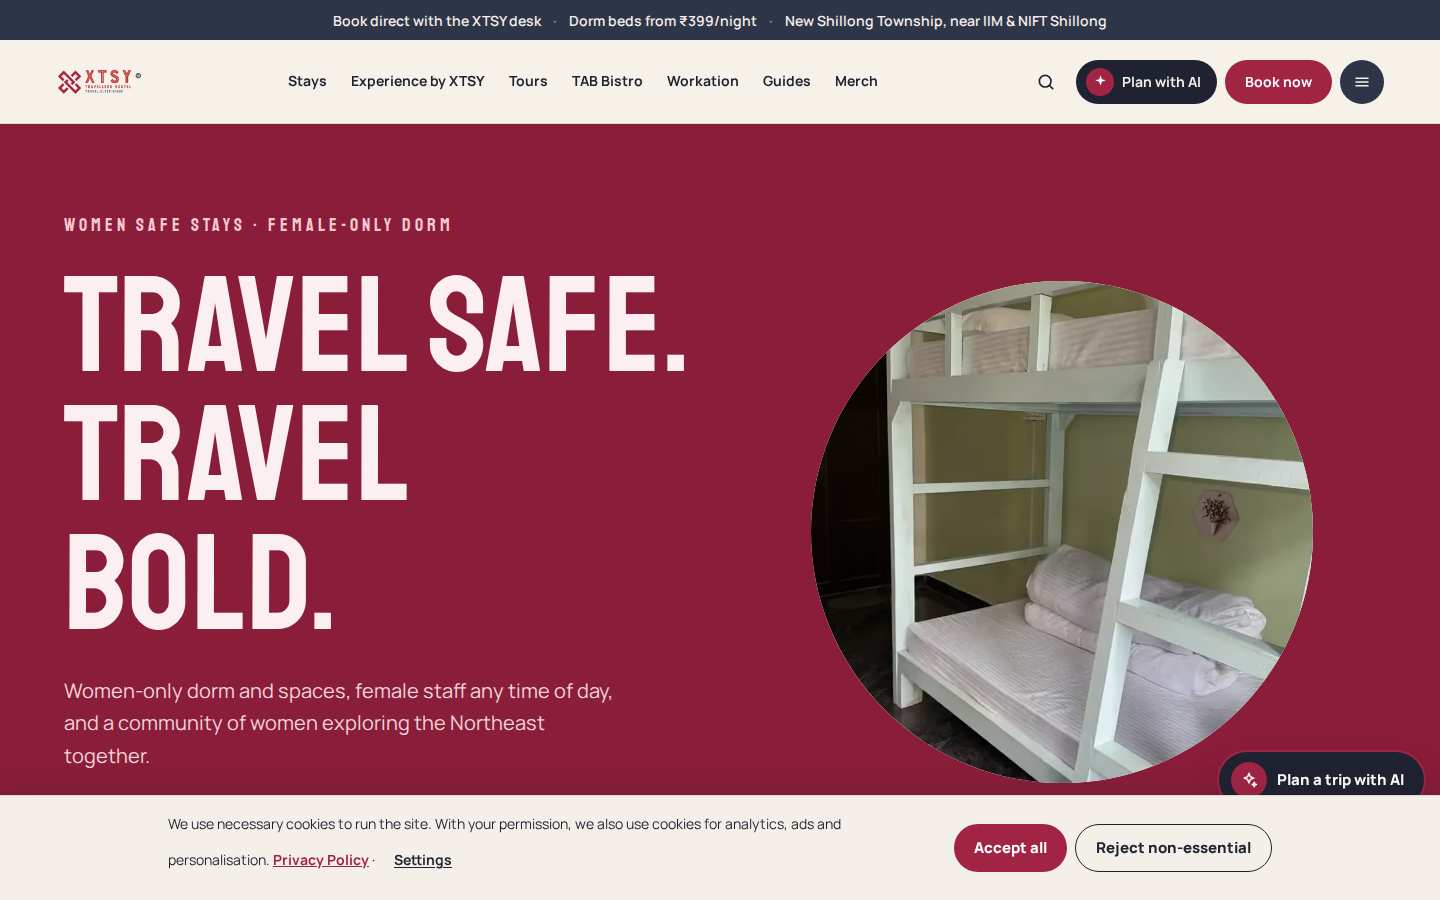 Book direct with the XTSY desk · Dorm beds from ₹399/night · New Shillong Township, near IIM & NIFT Shillong
XTSY
Stays Experience by XTSY Tours TAB Bistro Workation Guides Merch Plan with AI Book now
WOMEN SAFE STAYS · FEMALE-ONLY DORM
TRAVEL SAFE.
TRAVEL
BOLD.
Women-only dorm and spaces, female staff any time of day,
and a community of women exploring the Northeast
together.
Plan a trip with AI
We use necessary cookies to run the site. With your permission, we also use cookies for analytics, ads and
personalisation. Privacy Policy · Settings
Accept all Reject non-essential